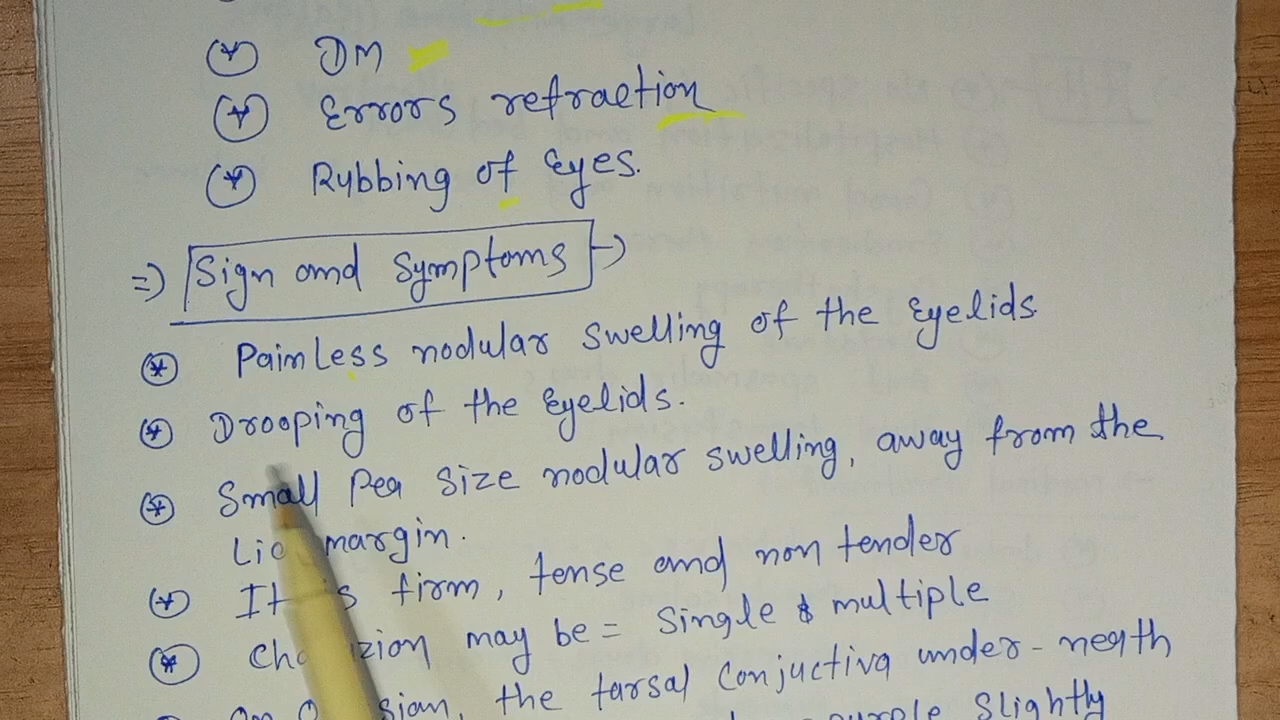 DM
Errors refraction
Rubbing of Eyes.
=> Sign and Symptoms ->
Painless nodular swelling of the Eyelids
Drooping of the Eyelids.
Small Pea size nodular swelling, away from the
margin.
It is firm, tense and non tender
may be = Single & multiple
the tarsal conjuctiva under-neath
Slightly